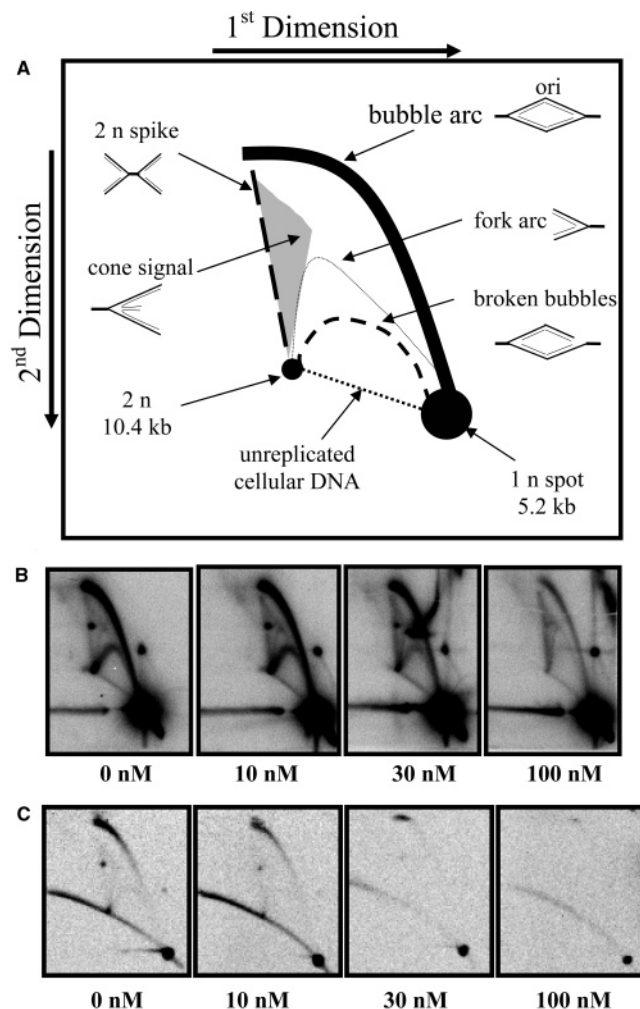 1st Dimension
A
2nd Dimension
ori
bubble arc
2 n spike
fork arc
cone signal
broken bubbles
2 n
10.4 kb
unreplicated
cellular DNA
1 n spot
5.2 kb
B
0 nM
10 nM
30 nM
100 nM
C
0 nM
10 nM
30 nM
100 nM